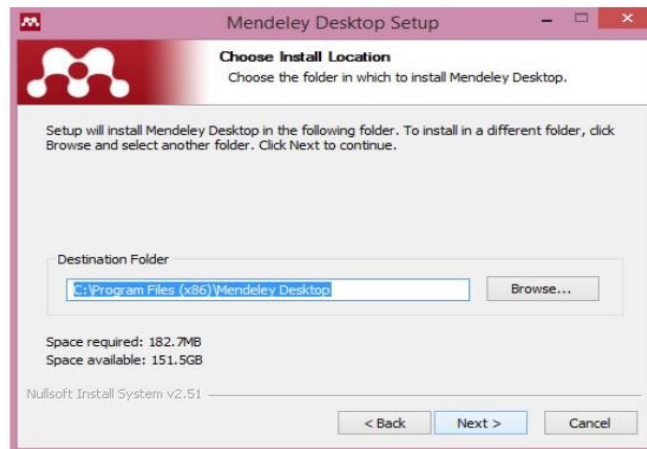 Mendeley Desktop Setup
Choose Install Location
Choose the folder in which to install Mendeley Desktop.
Setup will install Mendeley Desktop in the following folder. To install in a different folder, click
Browse and select another folder. Click Next to continue.
Destination Folder
C:\Program Files (x86)\Mendeley Desktop
Browse...
Space required: 182.7MB
Space available: 151.5GB
Nullsoft Install System v2.51
< Back
Next >
Cancel